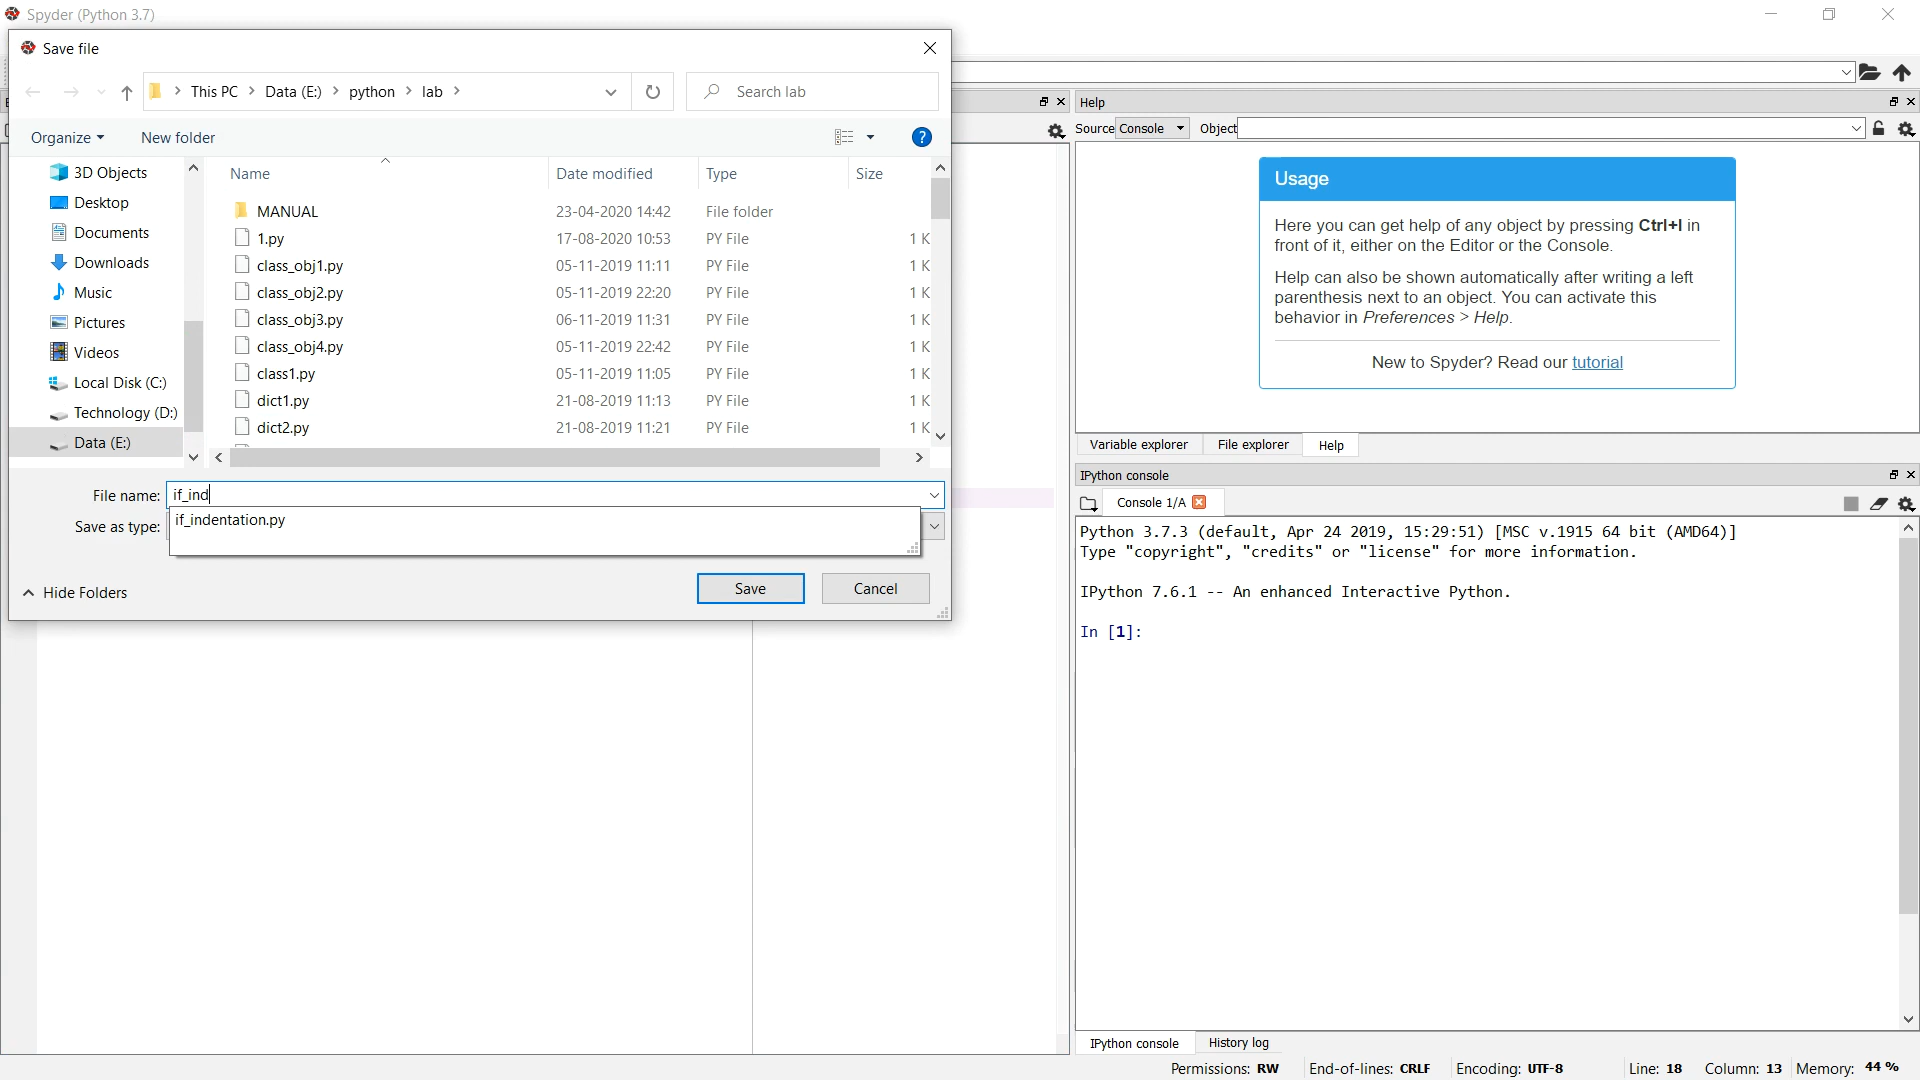 Spyder (Python 3.7)
Save file
This PC > Data (E:) > python > lab >
Search lab
Organize
New folder
3D Objects
Desktop
Documents
Downloads
Music
Pictures
Videos
Local Disk (C:)
Technology (D:)
Data (E:)
Name Date modified Type Size
MANUAL 23-04-2020 14:42 File folder
1.py 17-08-2020 10:53 PY File 1 K
class_obj1.py 05-11-2019 11:11 PY File 1 K
class_obj2.py 05-11-2019 22:20 PY File 1 K
class_obj3.py 06-11-2019 11:31 PY File 1 K
class_obj4.py 05-11-2019 22:42 PY File 1 K
class1.py 05-11-2019 11:05 PY File 1 K
dict1.py 21-08-2019 11:13 PY File 1 K
dict2.py 21-08-2019 11:21 PY File 1 K
File name: if_ind
if_indentation.py
Save as type:
Hide Folders
Save
Cancel
Help
Source Console Object
Usage
Here you can get help of any object by pressing Ctrl+I in
front of it, either on the Editor or the Console.
Help can also be shown automatically after writing a left
parenthesis next to an object. You can activate this
behavior in Preferences > Help.
New to Spyder? Read our tutorial
Variable explorer File explorer Help
IPython console
Console 1/A
Python 3.7.3 (default, Apr 24 2019, 15:29:51) [MSC v.1915 64 bit (AMD64)]
Type "copyright", "credits" or "license" for more information.
IPython 7.6.1 -- An enhanced Interactive Python.
In [1]:
IPython console History log
Permissions: RW End-of-lines: CRLF Encoding: UTF-8 Line: 18 Column: 13 Memory: 44 %